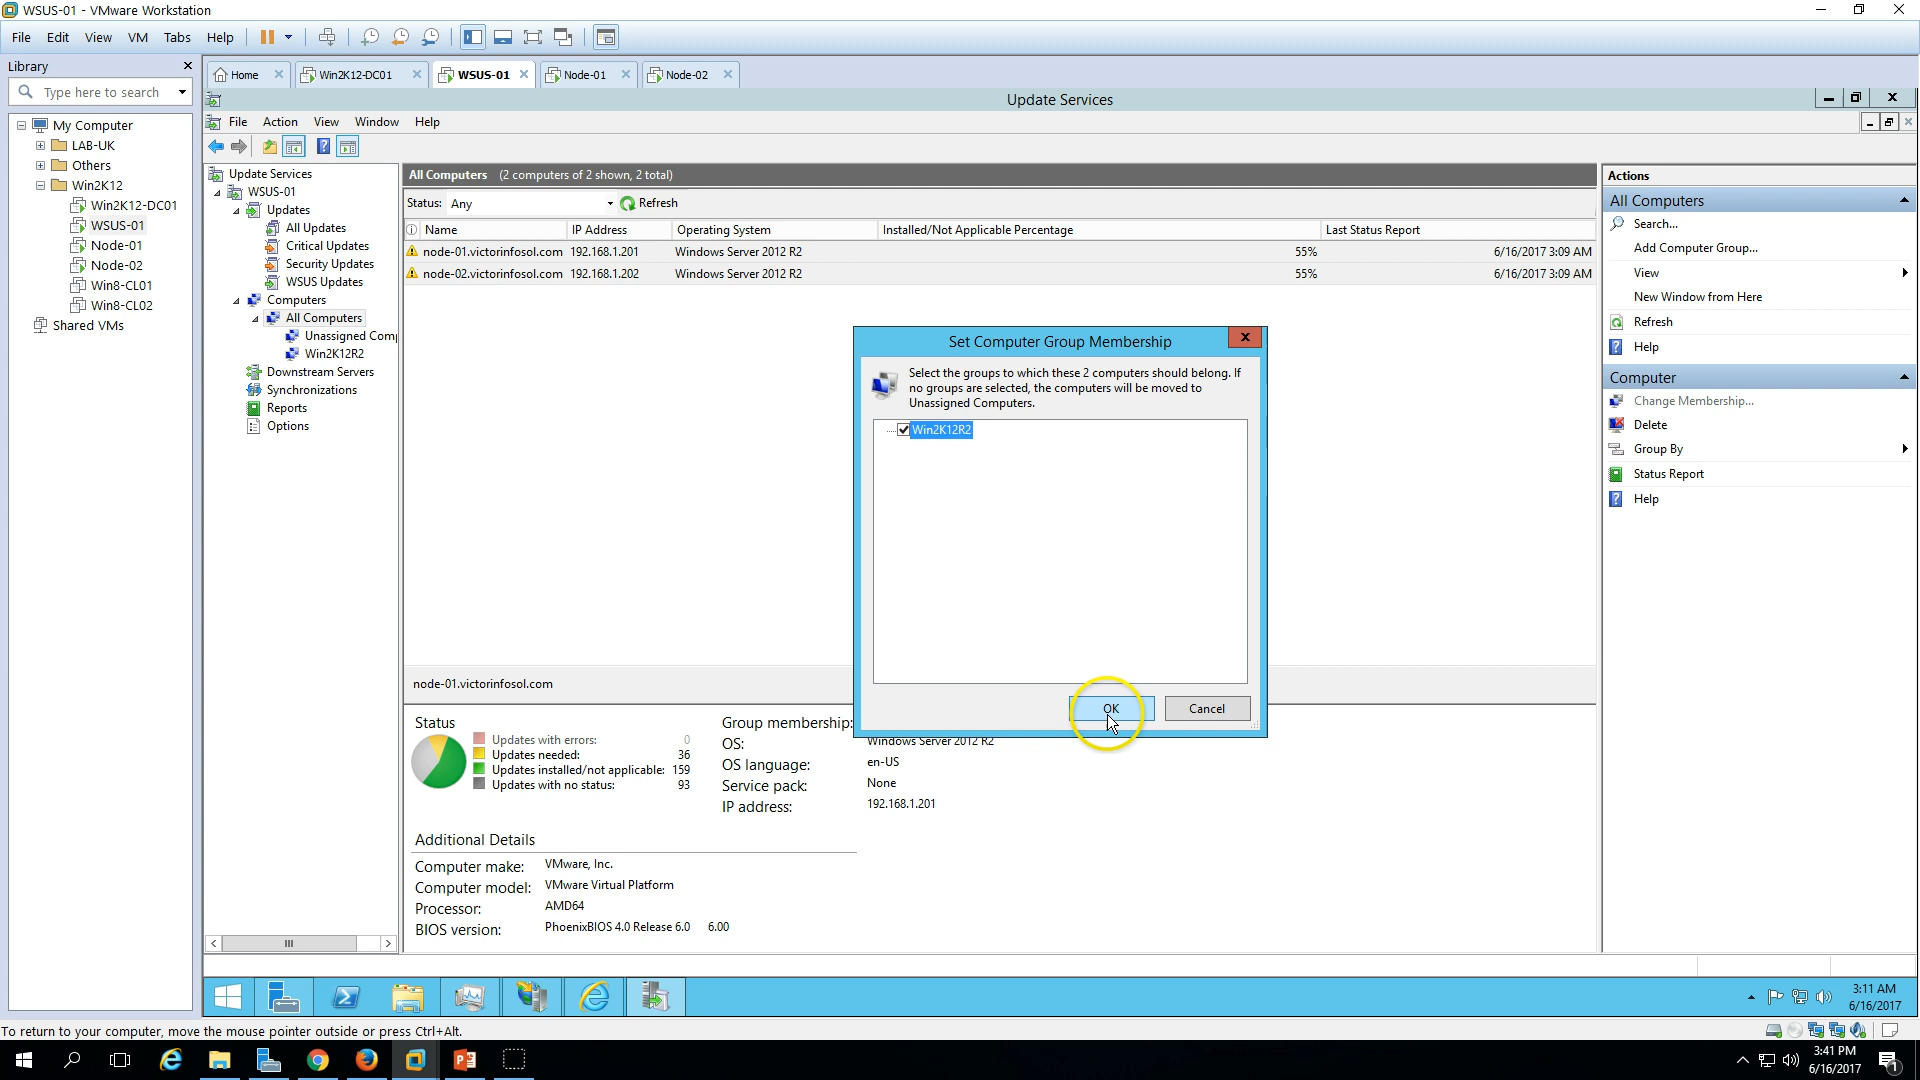 WSUS-01 - VMware Workstation
File Edit View VM Tabs Help
Library
Type here to search
My Computer
LAB-UK
Others
Win2K12
Win2K12-DC01
WSUS-01
Node-01
Node-02
Win8-CL01
Win8-CL02
Shared VMs
Home Win2K12-DC01 WSUS-01 Node-01 Node-02
Update Services
File Action View Window Help
Update Services
WSUS-01
Updates
All Updates
Critical Updates
Security Updates
WSUS Updates
Computers
All Computers
Unassigned Comp
Win2K12R2
Downstream Servers
Synchronizations
Reports
Options
All Computers (2 computers of 2 shown, 2 total)
Status: Any Refresh
Name IP Address Operating System Installed/Not Applicable Percentage Last Status Report
node-01.victorinfosol.com 192.168.1.201 Windows Server 2012 R2 55% 6/16/2017 3:09 AM
node-02.victorinfosol.com 192.168.1.202 Windows Server 2012 R2 55% 6/16/2017 3:09 AM
Set Computer Group Membership
Select the groups to which these 2 computers should belong. If
no groups are selected, the computers will be moved to
Unassigned Computers.
Win2K12R2
OK Cancel
node-01.victorinfosol.com
Status
Updates with errors: 0
Updates needed: 36
Updates installed/not applicable: 159
Updates with no status: 93
Group membership:
OS: Windows Server 2012 R2
OS language: en-US
Service pack: None
IP address: 192.168.1.201
Additional Details
Computer make: VMware, Inc.
Computer model: VMware Virtual Platform
Processor: AMD64
BIOS version: PhoenixBIOS 4.0 Release 6.0 6.00
Actions
All Computers
Search...
Add Computer Group...
View
New Window from Here
Refresh
Help
Computer
Change Membership...
Delete
Group By
Status Report
Help
3:11 AM
6/16/2017
To return to your computer, move the mouse pointer outside or press Ctrl+Alt.
3:41 PM
6/16/2017
1